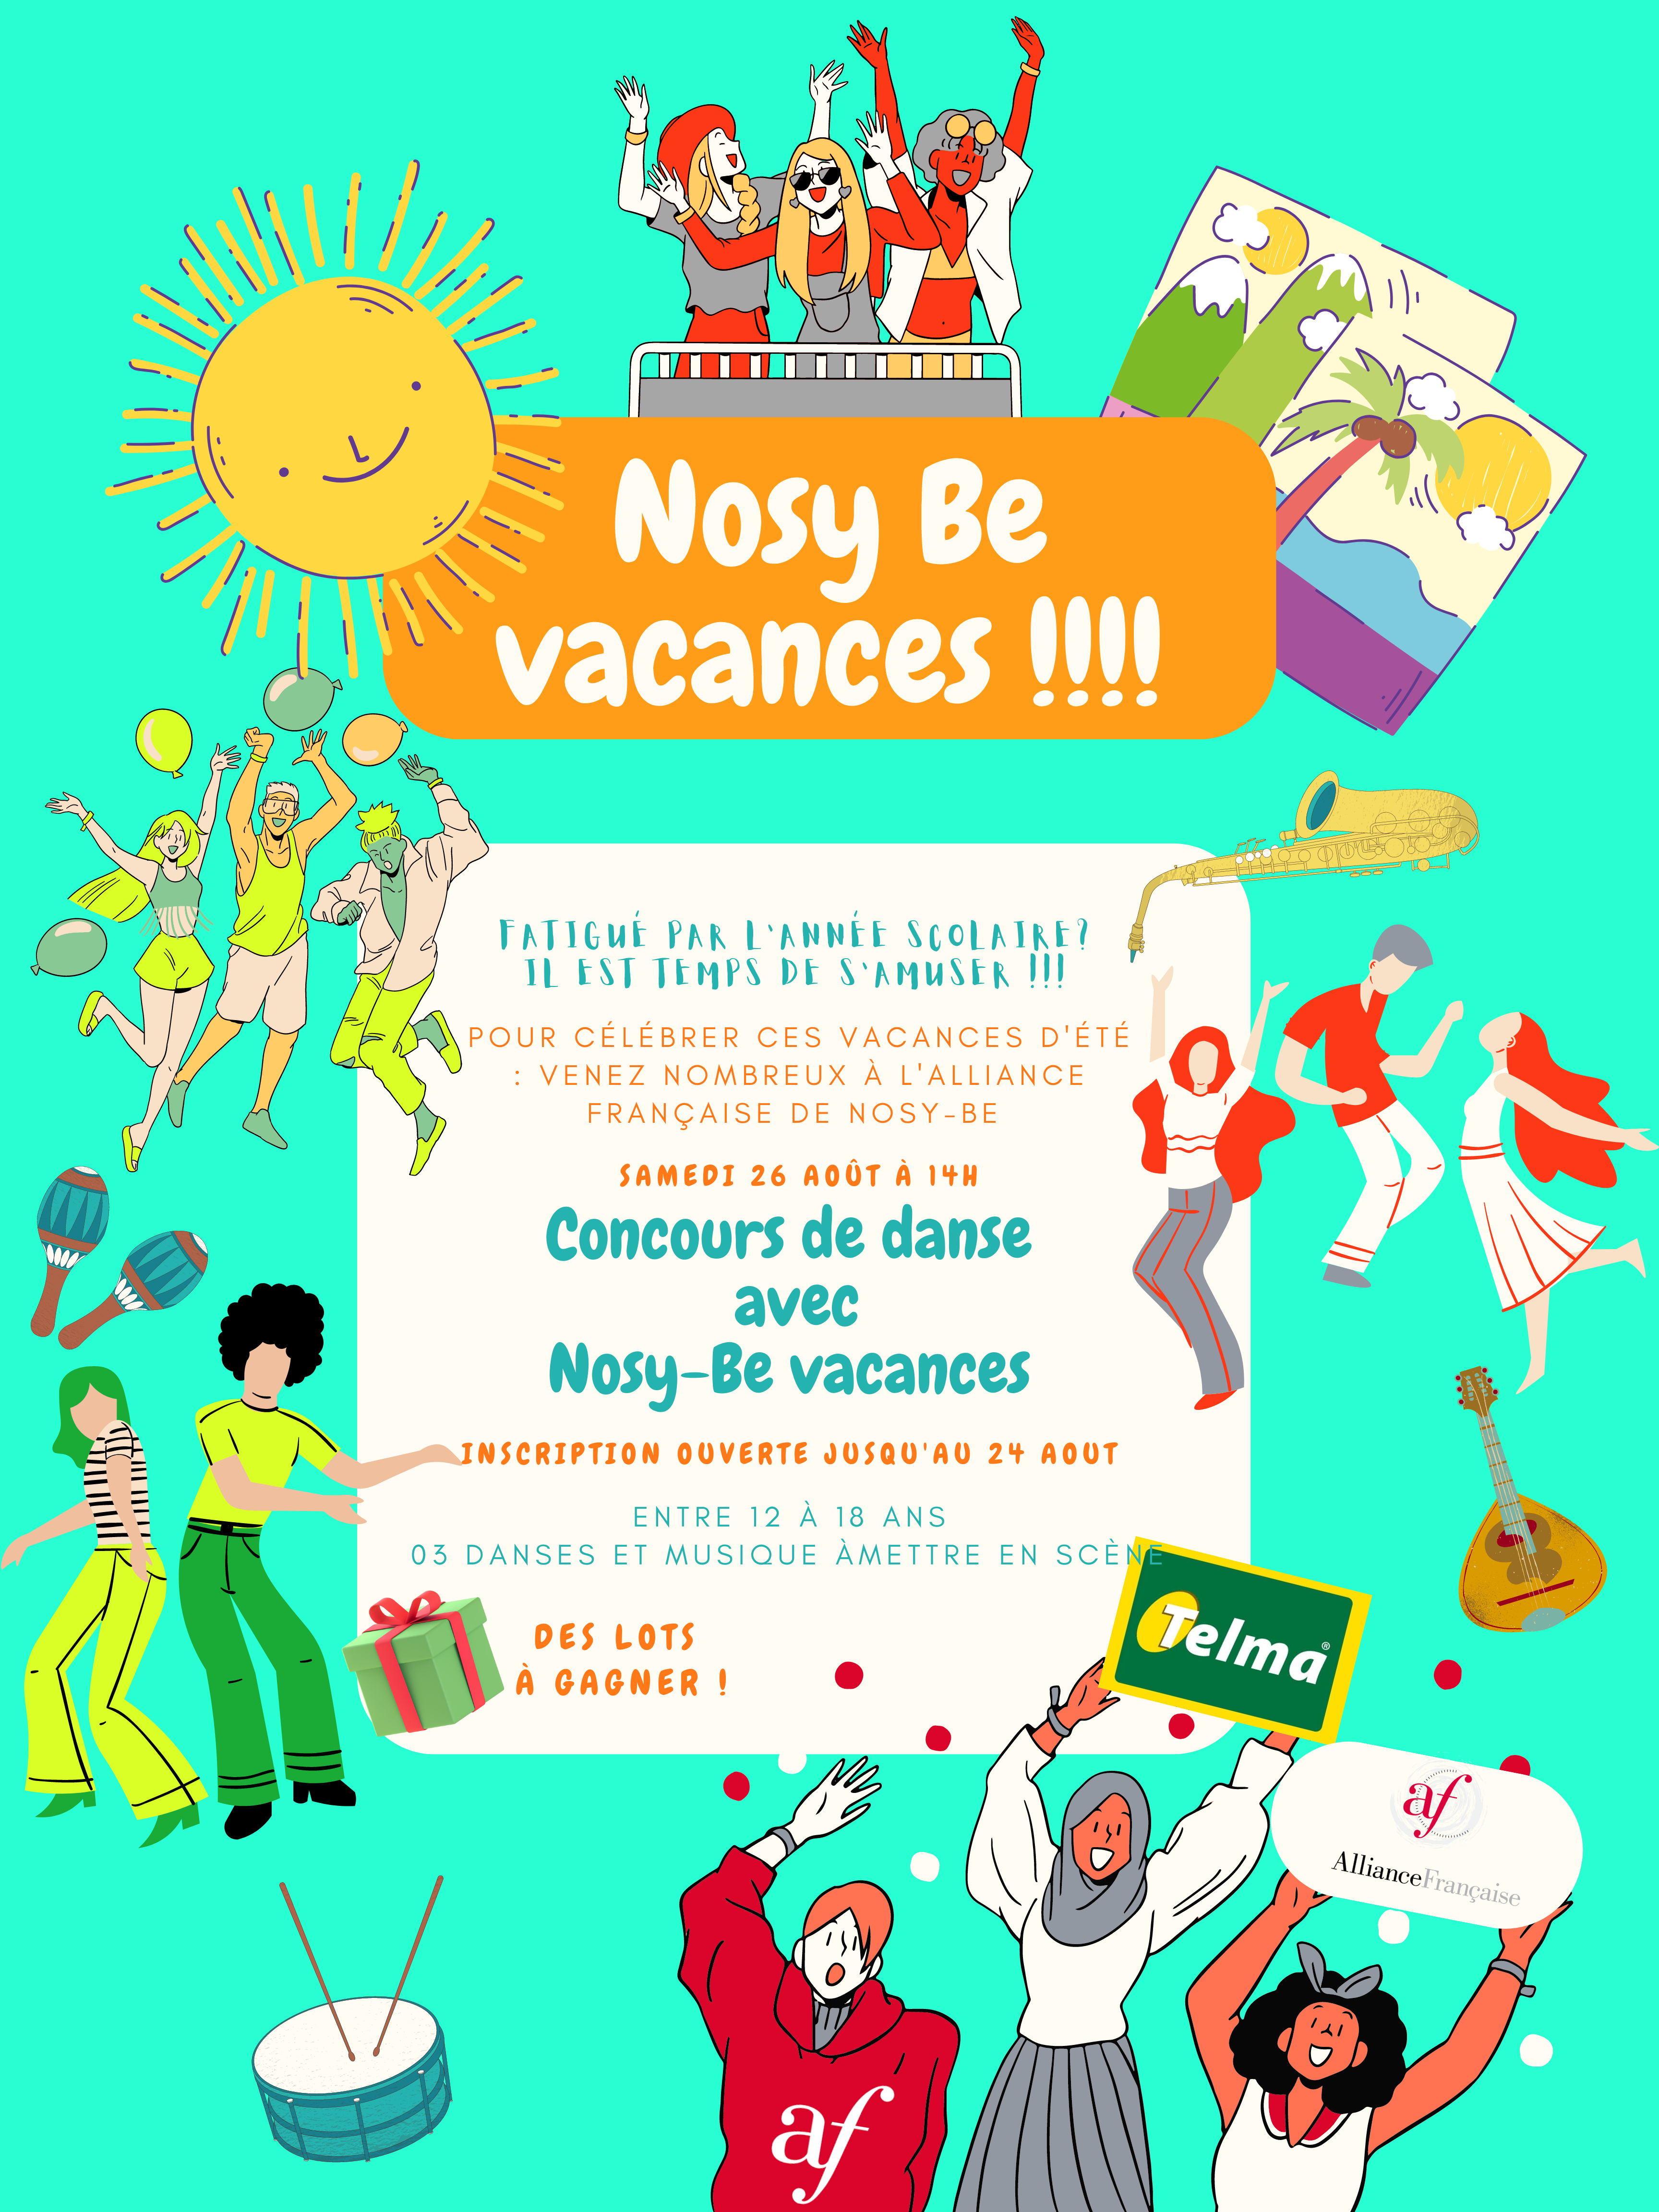 Nosy Be
vacances !!!!
FATIGUÉ PAR L'ANNÉE SCOLAIRE?
IL EST TEMPS DE S'AMUSER !!!
POUR CÉLÉBRER CES VACANCES D'ÉTÉ
: VENEZ NOMBREUX À L'ALLIANCE
FRANÇAISE DE NOSY-BE
SAMEDI 26 AOÛT À 14H
Concours de danse
avec
Nosy-Be vacances
INSCRIPTION OUVERTE JUSQU'AU 24 AOUT
ENTRE 12 À 18 ANS
03 DANSES ET MUSIQUE ÀMETTRE EN SCÈNE
DES LOTS
À GAGNER !
Telma®
af
AllianceFrançaise
af